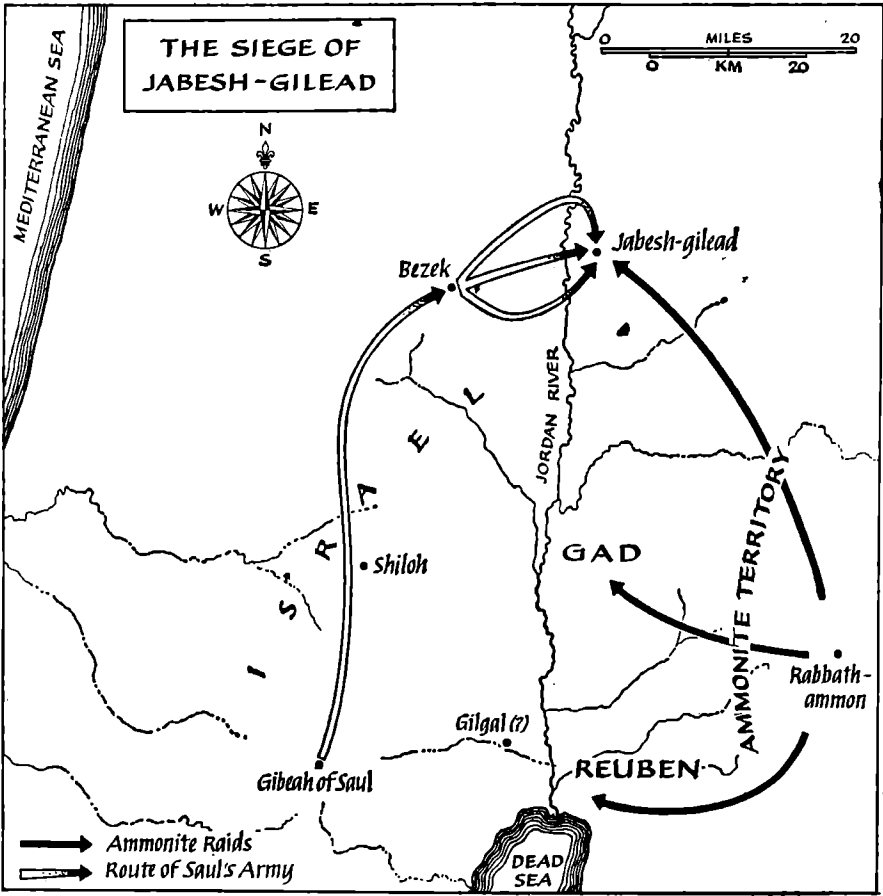 THE SIEGE OF
JABESH-GILEAD
MEDITERRANEAN SEA
0 MILES 20
0 KM 20
N
W E
S
Jabesh-gilead
Bezek
JORDAN RIVER
ISRAEL
Shiloh
GAD
AMMONITE TERRITORY
Rabbath-
ammon
Gilgal (?)
REUBEN
Gibeah of Saul
Ammonite Raids
Route of Saul's Army
DEAD
SEA